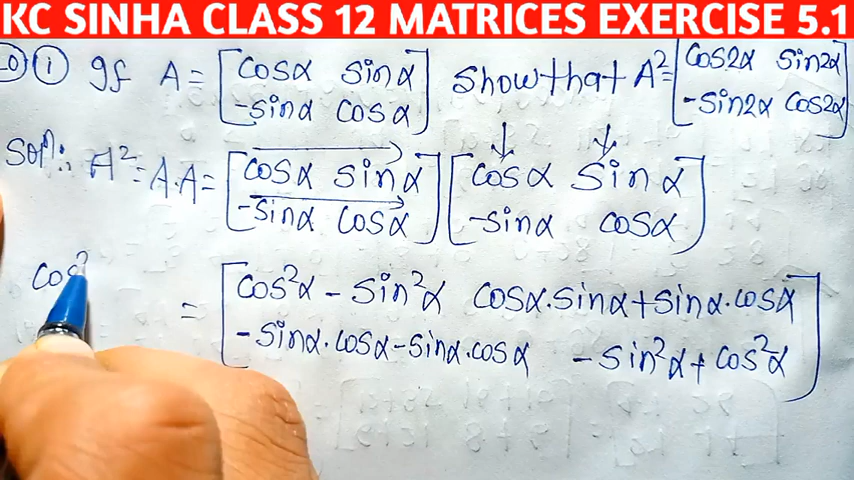 KC SINHA CLASS 12 MATRICES EXERCISE 5.1
① If A = [cosα sinα; -sinα cosα] Show that A² = [cos2α sin2α; -sin2α cos2α]
Solⁿ: A² = A.A = [cosα sinα; -sinα cosα] [cosα sinα; -sinα cosα]
cos²
= [cos²α - sin²α cosα.sinα + sinα.cosα; -sinα.cosα - sinα.cosα -sin²α + cos²α]